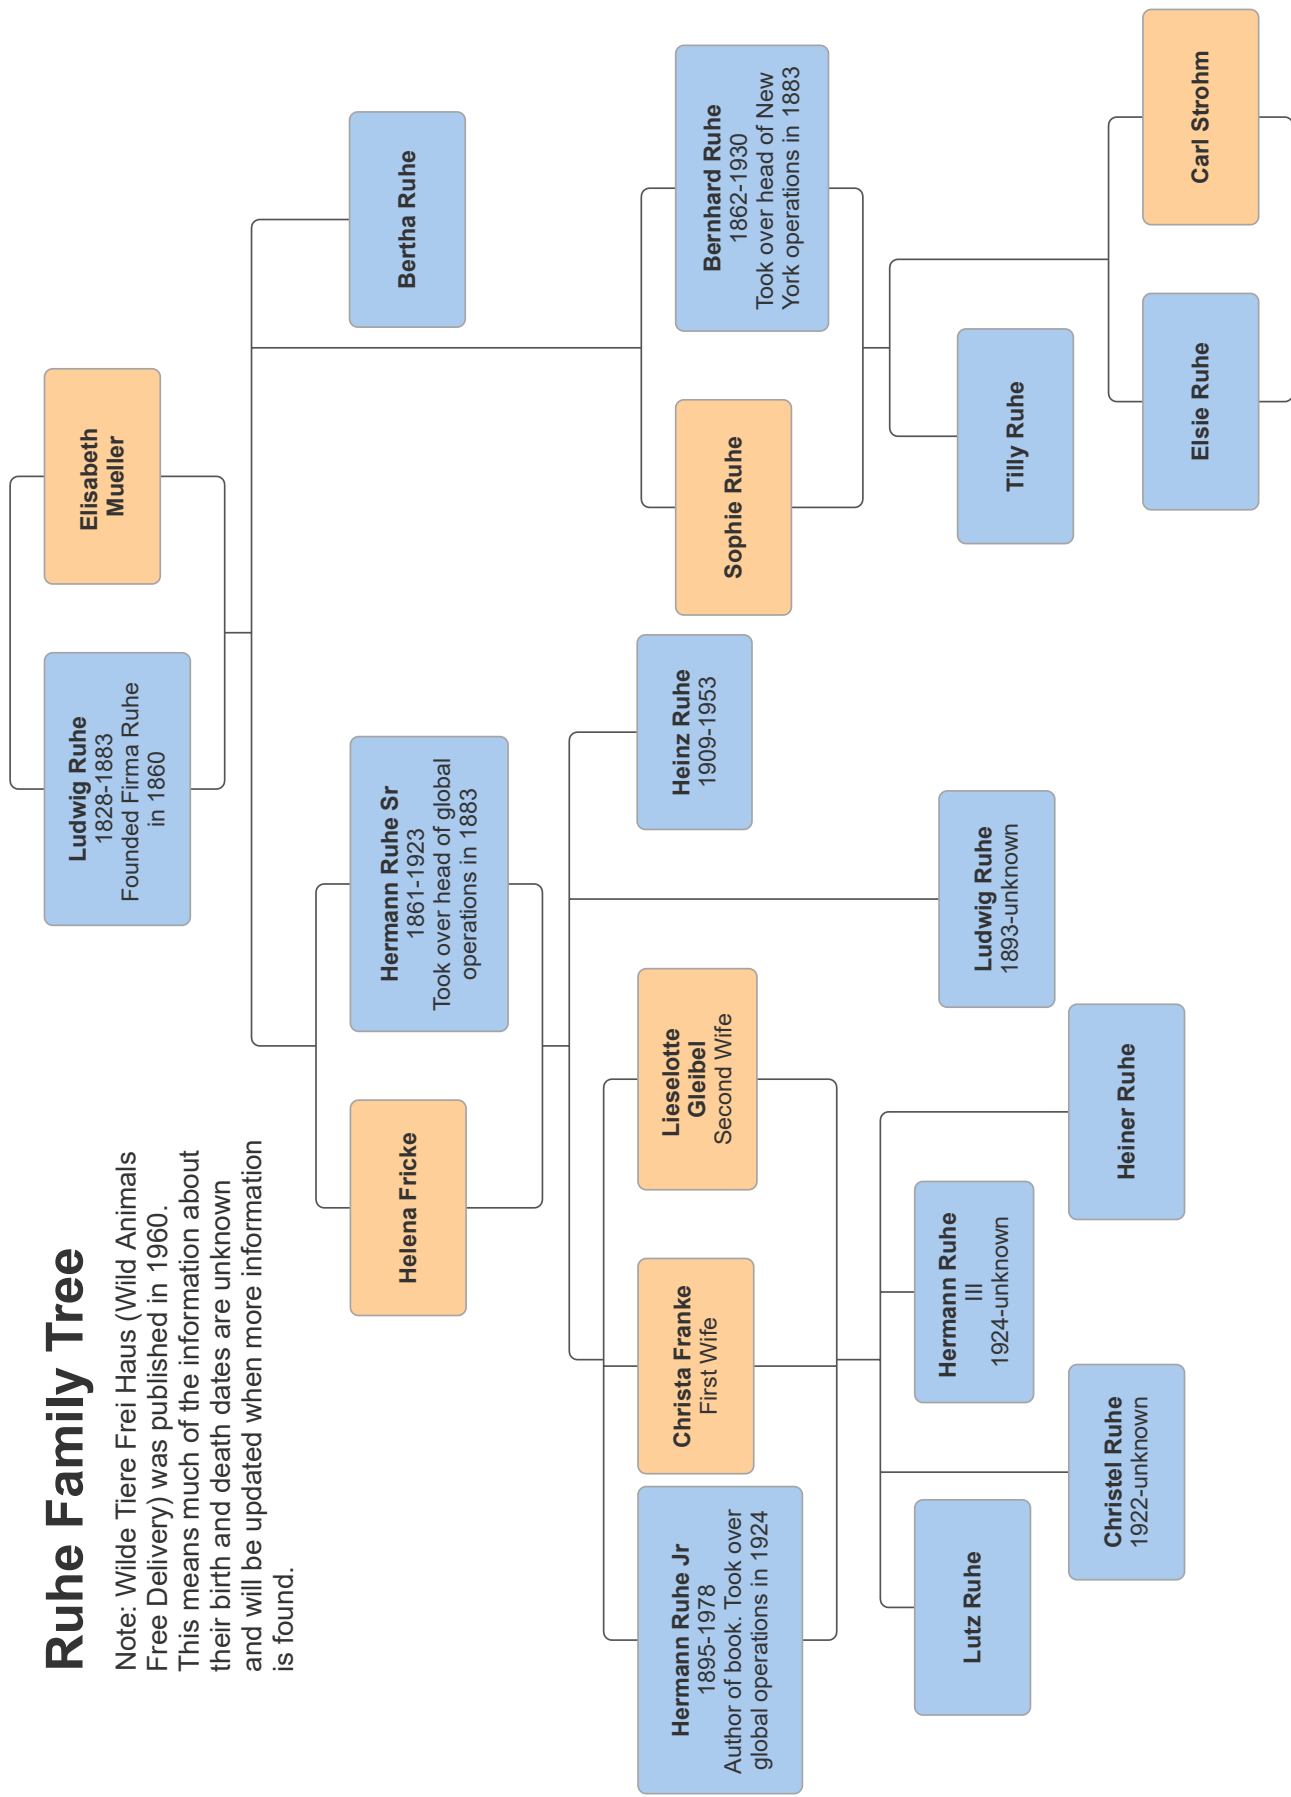 Ruhe Family Tree
Note: Wilde Tiere Frei Haus (Wild Animals
Free Delivery) was published in 1960.
This means much of the information about
their birth and death dates are unknown
and will be updated when more information
is found.
Ludwig Ruhe
1828-1883
Founded Firma Ruhe
in 1860
Elisabeth
Mueller
Helena Fricke
Hermann Ruhe Sr
1861-1923
Took over head of global
operations in 1883
Bertha Ruhe
Hermann Ruhe Jr
1895-1978
Author of book. Took over
global operations in 1924
Christa Franke
First Wife
Lieselotte
Gleibel
Second Wife
Heinz Ruhe
1909-1953
Sophie Ruhe
Bernhard Ruhe
1862-1930
Took over head of New
York operations in 1883
Lutz Ruhe
Hermann Ruhe
III
1924-unknown
Ludwig Ruhe
1893-unknown
Tilly Ruhe
Christel Ruhe
1922-unknown
Heiner Ruhe
Elsie Ruhe
Carl Strohm